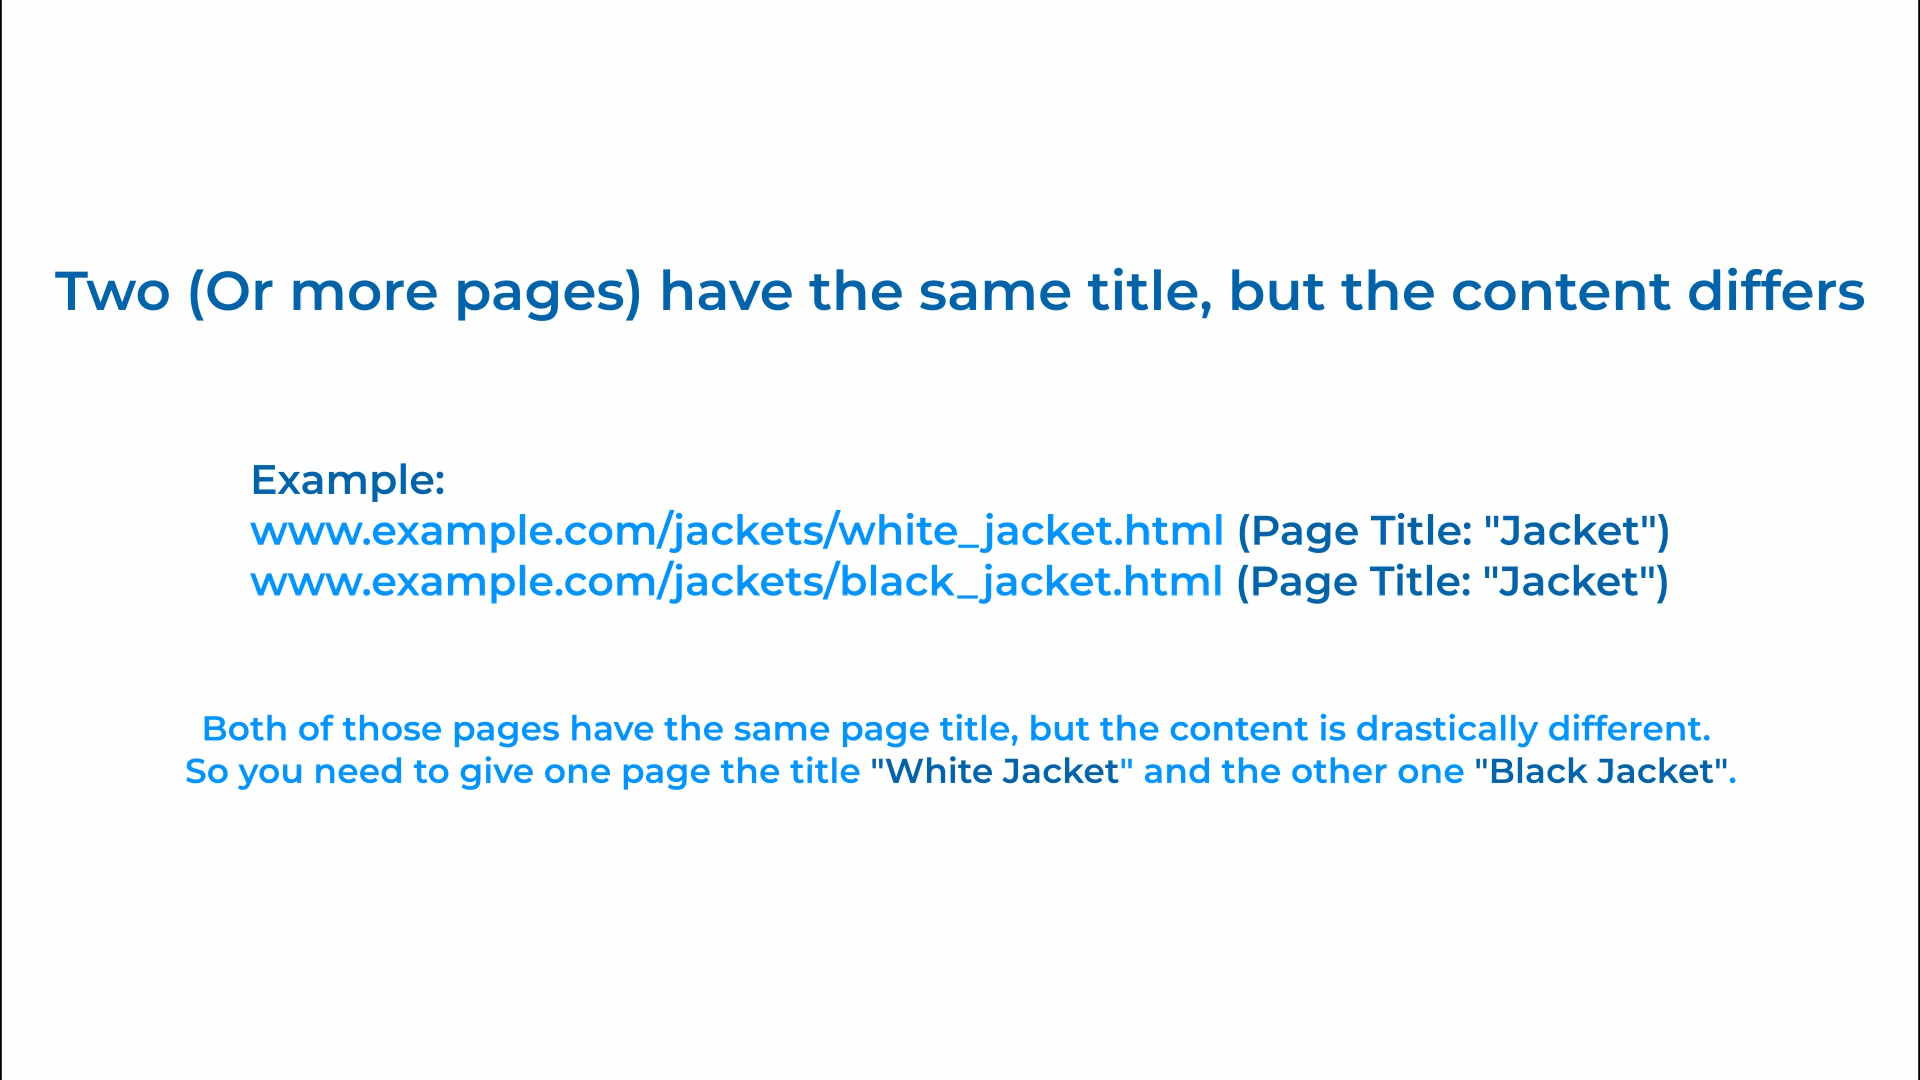 Two (Or more pages) have the same title, but the content differs
Example:
www.example.com/jackets/white_jacket.html (Page Title: "Jacket")
www.example.com/jackets/black_jacket.html (Page Title: "Jacket")
Both of those pages have the same page title, but the content is drastically different.
So you need to give one page the title "White Jacket" and the other one "Black Jacket".